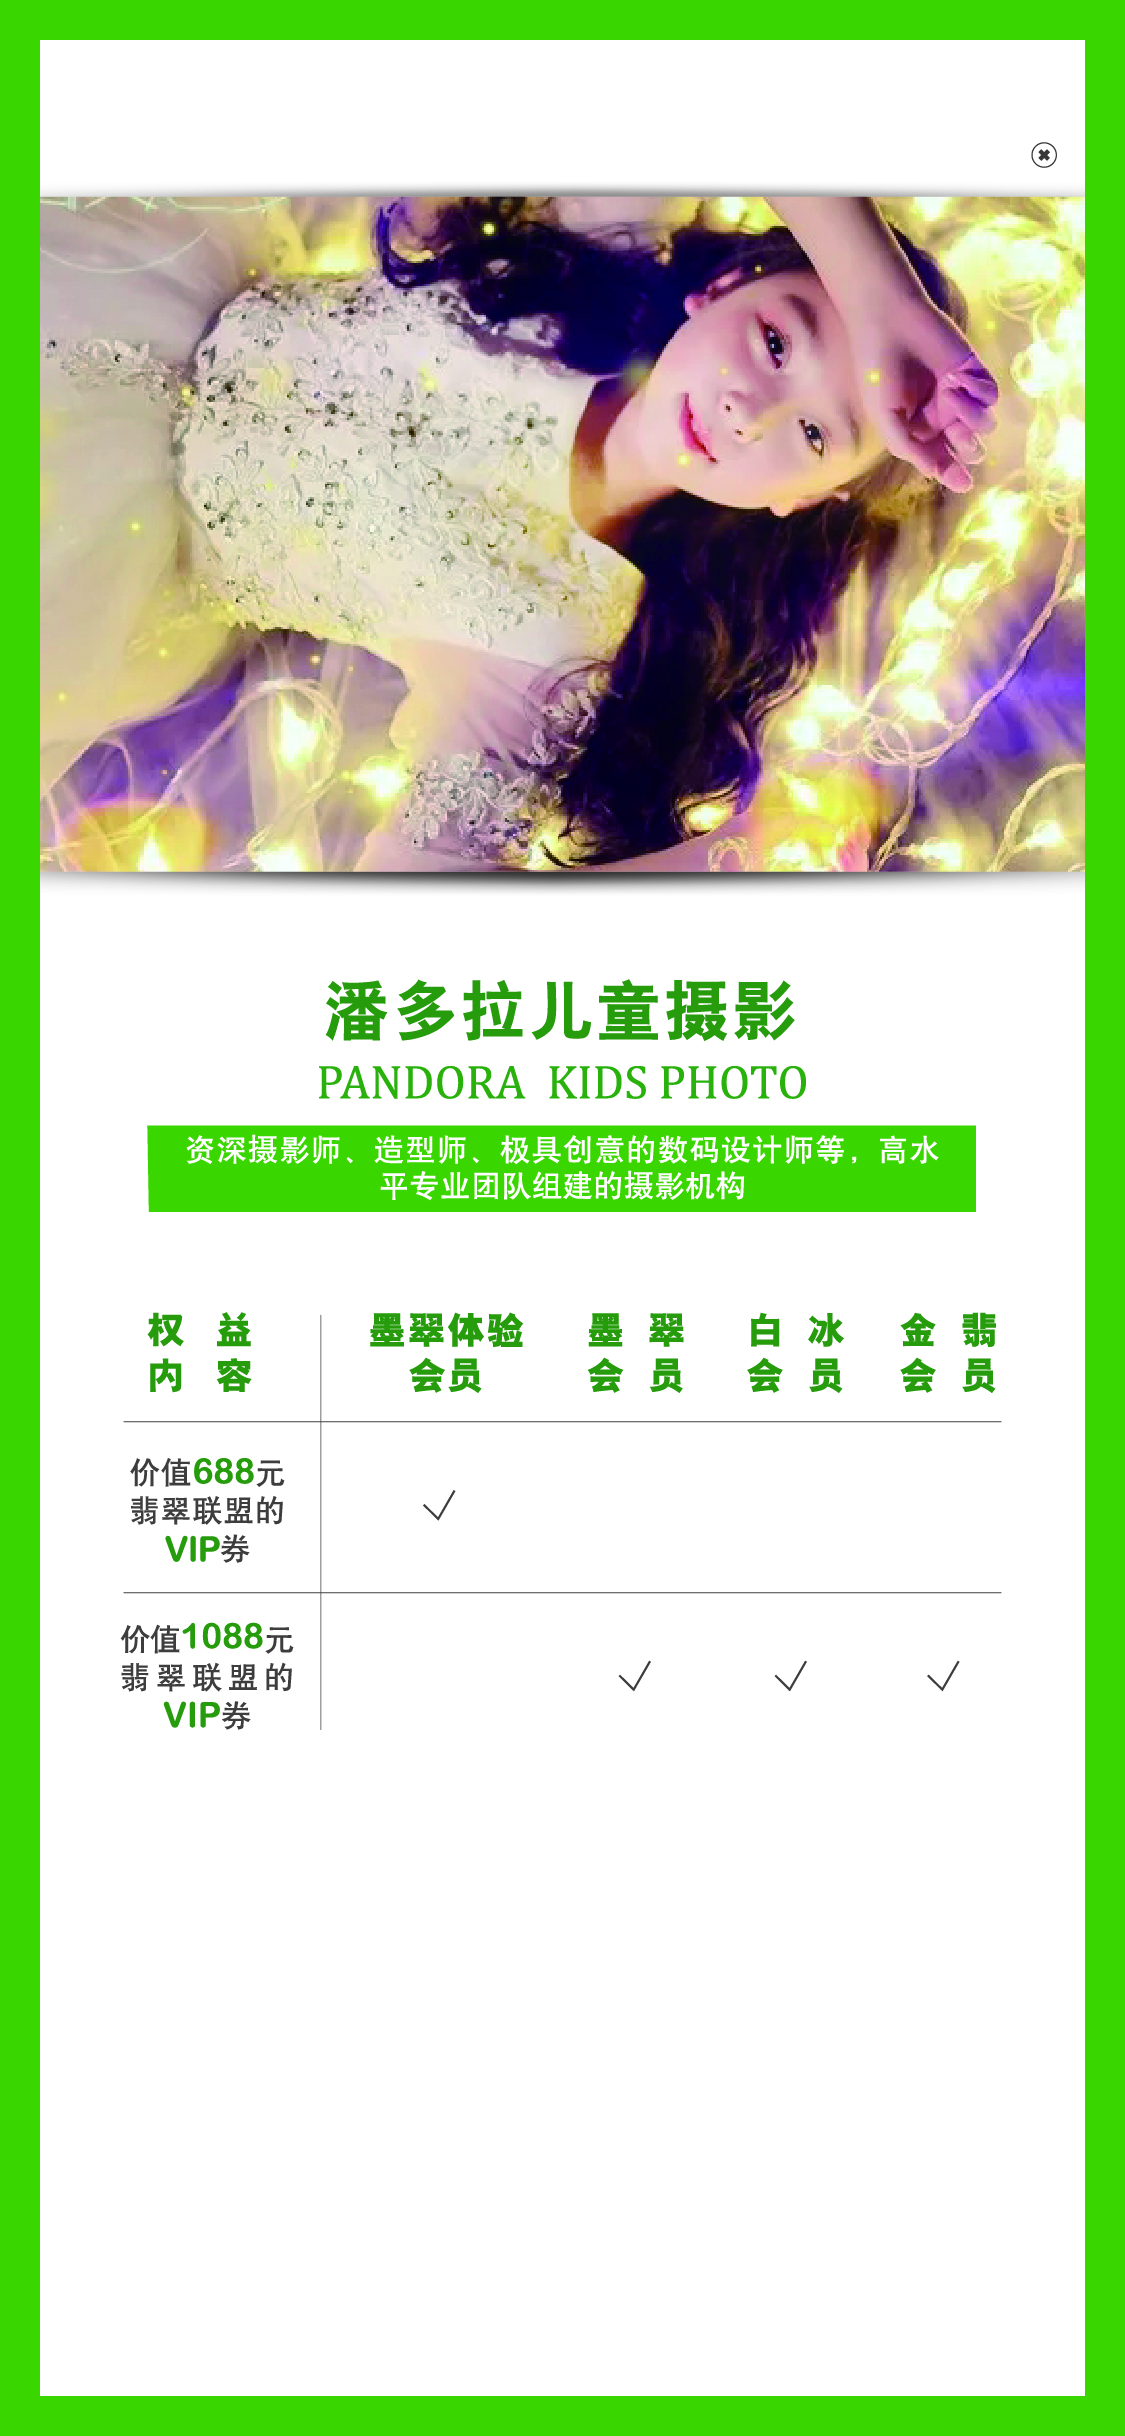 潘多拉儿童摄影
PANDORA KIDS PHOTO
资深摄影师、造型师、极具创意的数码设计师等，高水
平专业团队组建的摄影机构
权益 墨翠体验 墨翠 白冰 金翡
内容 会员 会员 会员 会员
价值688元
翡翠联盟的
VIP券
价值1088元
翡翠联盟的
VIP券